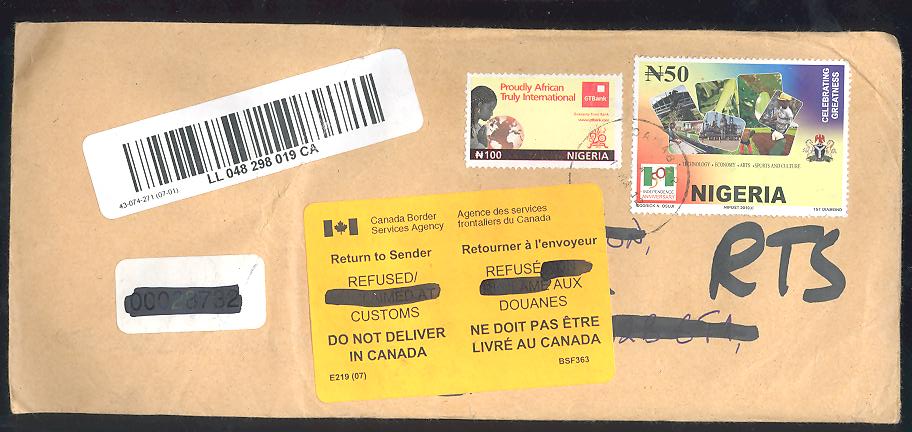 LL 048 298 019 CA
43-074-271 (07-01)
Proudly African
Truly International
GTBank
₦100 NIGERIA
₦50
CELEBRATING
GREATNESS
TECHNOLOGY • ECONOMY • ARTS • SPORTS AND CULTURE
INDEPENDENCE
ANNIVERSARY
NIGERIA
1ST DIAMOND
00028732
Canada Border
Services Agency
Agence des services
frontaliers du Canada
Return to Sender
REFUSED/
CUSTOMS
DO NOT DELIVER
IN CANADA
E219 (07)
Retourner à l'envoyeur
REFUSÉ
AUX
DOUANES
NE DOIT PAS ÊTRE
LIVRÉ AU CANADA
BSF363
RTS